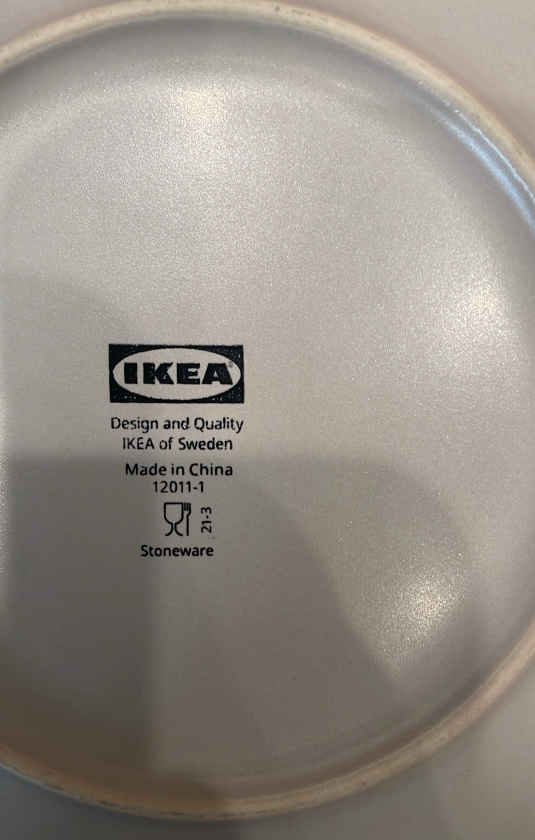 IKEA®
Design and Quality
IKEA of Sweden
Made in China
12011-1
21-3
Stoneware